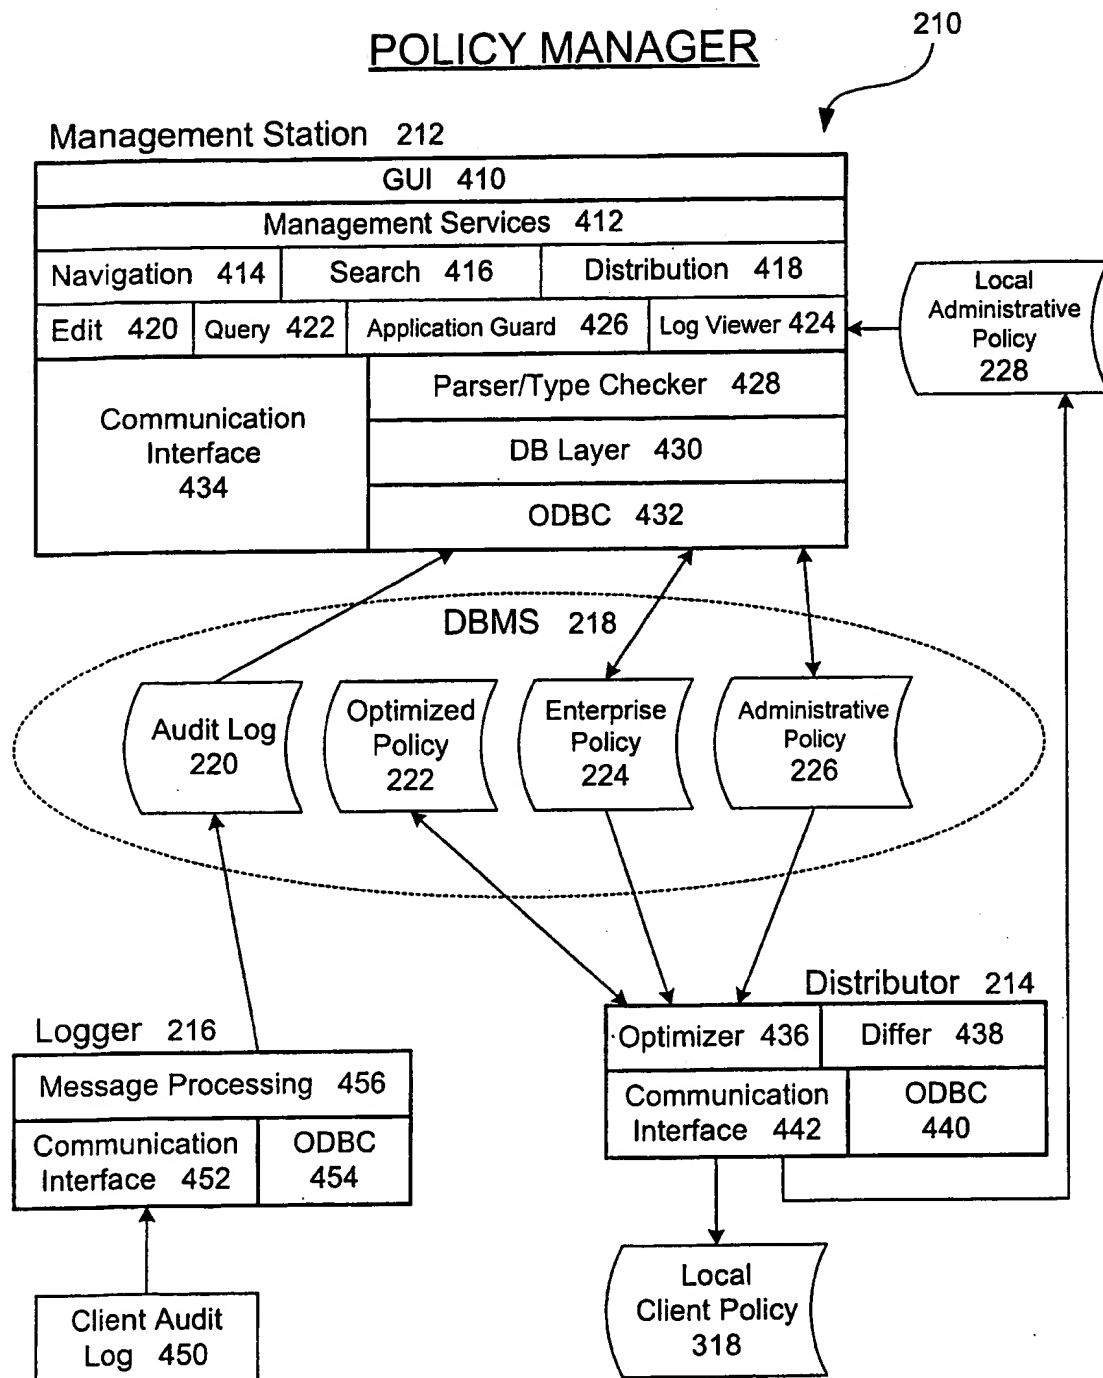 POLICY MANAGER
210
Management Station 212
GUI 410
Management Services 412
Navigation 414
Search 416
Distribution 418
Edit 420
Query 422
Application Guard 426
Log Viewer 424
Local
Administrative
Policy
228
Communication
Interface
434
Parser/Type Checker 428
DB Layer 430
ODBC 432
DBMS 218
Audit Log
220
Optimized
Policy
222
Enterprise
Policy
224
Administrative
Policy
226
Distributor 214
Optimizer 436
Differ 438
Communication
Interface 442
ODBC
440
Logger 216
Message Processing 456
Communication
Interface 452
ODBC
454
Client Audit
Log 450
Local
Client Policy
318